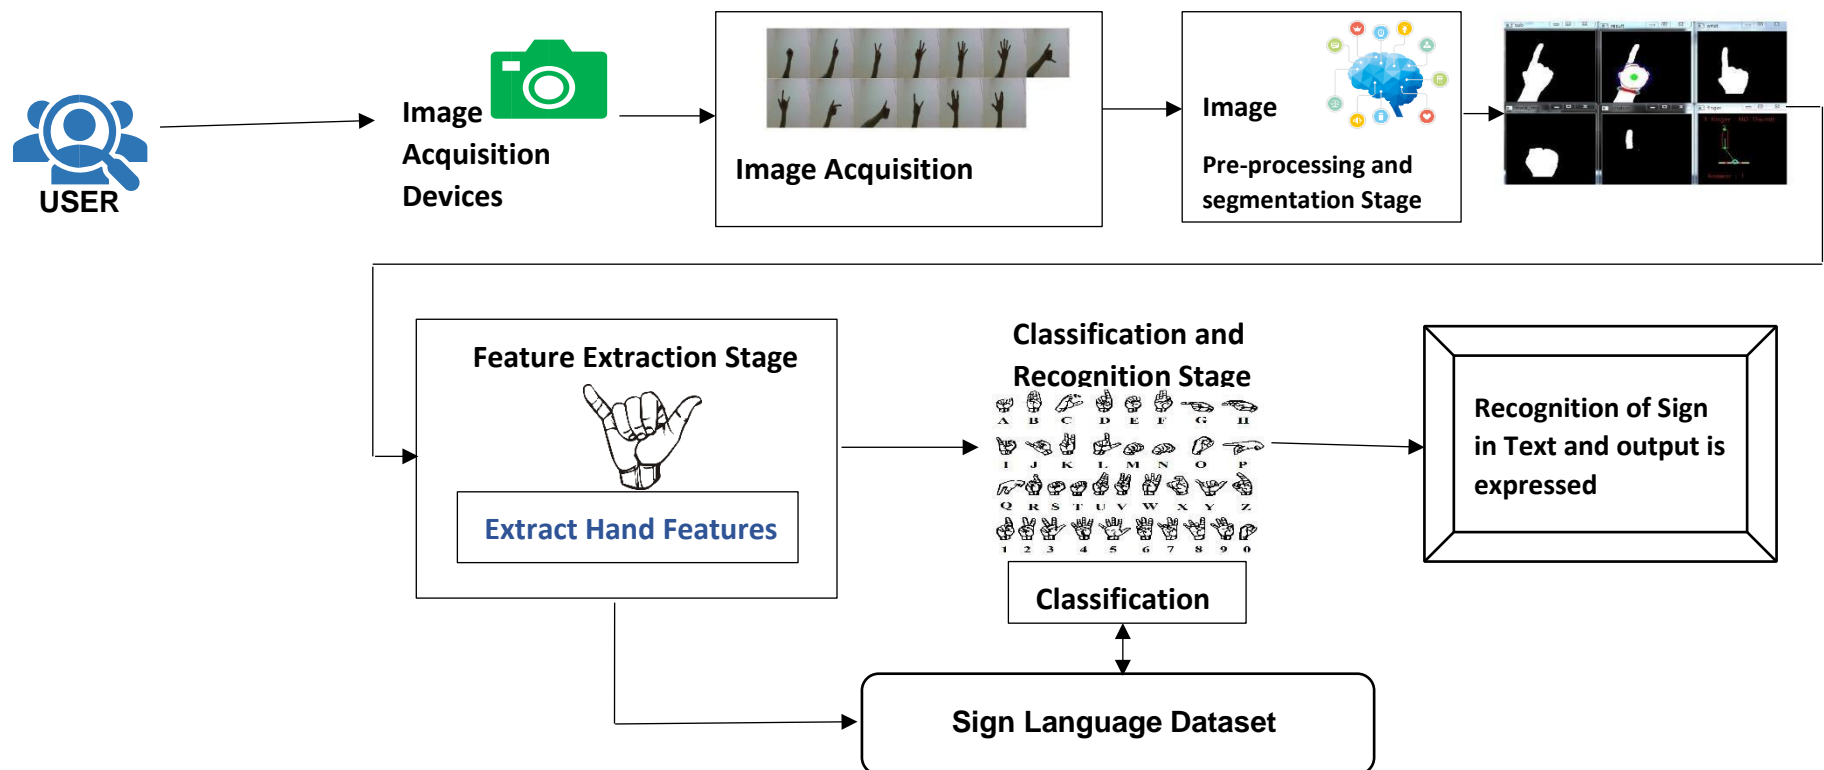 USER
Image
Acquisition
Devices
Image Acquisition
Image
Pre-processing and
segmentation Stage
Feature Extraction Stage
Extract Hand Features
Classification and
Recognition Stage
A B C D E F G H
I J K L M N O P
Q R S T U V W X Y Z
1 2 3 4 5 6 7 8 9 0
Classification
Recognition of Sign
in Text and output is
expressed
Sign Language Dataset